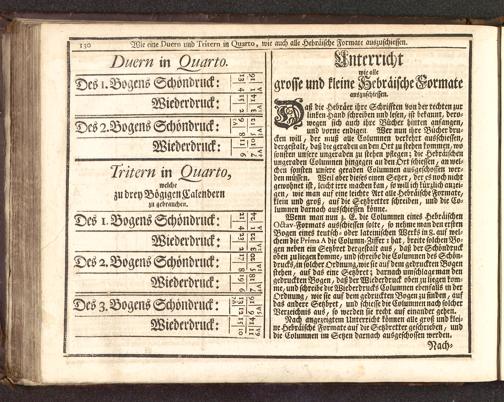 130
Wie eine Duern und Tritern in Quarto, wie auch alle Hebräische Formate auszuschiessen.
Duern in Quarto.
Des 1. Bogens Schöndruck:
Wiederdruck:
Des 2. Bogens Schöndruck:
Wiederdruck:
Tritern in Quarto,
welche
zu drey Bögigen Calendern
zu gebrauchen.
Des 1. Bogens Schöndruck:
Wiederdruck:
Des 2. Bogens Schöndruck:
Wiederdruck:
Des 3. Bogens Schöndruck:
Wiederdruck:
Unterricht
wie alle
grosse und kleine Hebräische Formate
auszuschiessen.
Daß die Hebräer ihre Schrifften von der rechten zur
lincken Hand schreiben und lesen, ist bekannt, dero-
wegen sich auch ihre Bücher hinten anfangen,
und vorne endigen. Wer nun ihre Bücher dru-
cken will, der muß alle Columnen verkehrt ausschiessen,
dergestalt, daß die geraden an den Ort zu stehen kommen, wo
sonsten unsere ungeraden zu stehen pflegen; die Hebräischen
ungeraden Columnen hingegen an den Ort schiessen, an wel-
chen sonsten unsere geraden Columnen ausgeschossen wer-
den müssen. Weil aber dieses einen Setzer, der es noch nicht
gewohnet ist, leicht irre machen kan, so will ich kürzlich anzei-
gen, wie man auf eine leichte Art alle Hebräische Formate,
klein und groß, auf die Setzbretter schreiben, und die Co-
lumnen darnach ausschiessen könne.
Wenn man nun z. E. die Columnen eines Hebräischen
Octav-Formats ausschiessen solte, so nehme man den ersten
Bogen eines teutsch- oder lateinischen Wercks in 8. auf wel-
chem die Prima A die Column-Ziffer 1 hat, breite solchen Bo-
gen neben ein Setzbret dergestalt aus, daß der Schöndruck
oben zu liegen komme, und schreibe die Columnen des Schön-
drucks, in solcher Ordnung, wie sie auf dem gedruckten Bogen
stehen, auf das eine Setzbret; darnach umschlage man den
gedruckten Bogen, daß der Wiederdruck oben zu liegen kom-
me, und schreibe die Wiederdrucks Columnen ebenfalls in der
Ordnung, wie sie auf dem gedruckten Bogen zu finden, auf
das andere Setzbret, und schiesse die Columnen nach solcher
Verzeichnis aus, so werden sie recht auf einander gehen.
Nach angezeigtem Unterricht können alle groß und klei-
ne Hebräische Formate auf die Setzbretter geschrieben, und
die Columnen im Setzen darnach ausgeschossen werden.
Nach-